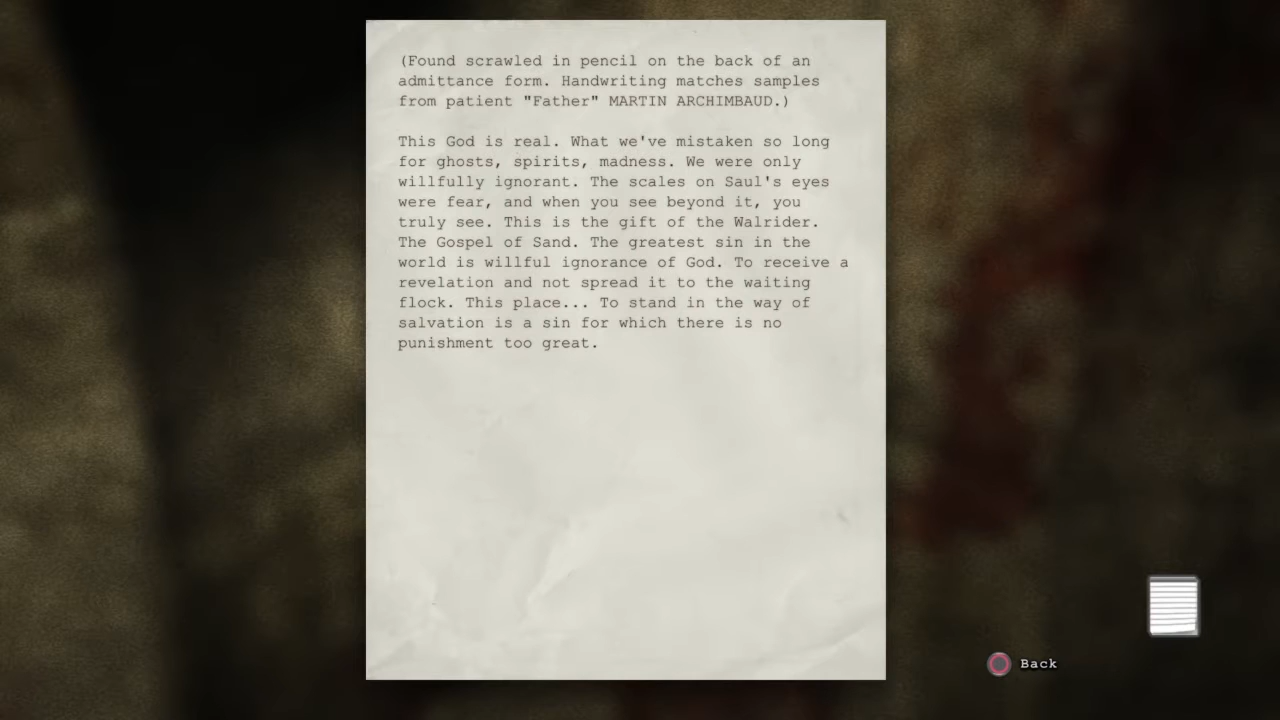 (Found scrawled in pencil on the back of an
admittance form. Handwriting matches samples
from patient "Father" MARTIN ARCHIMBAUD.)
This God is real. What we've mistaken so long
for ghosts, spirits, madness. We were only
willfully ignorant. The scales on Saul's eyes
were fear, and when you see beyond it, you
truly see. This is the gift of the Walrider.
The Gospel of Sand. The greatest sin in the
world is willful ignorance of God. To receive a
revelation and not spread it to the waiting
flock. This place... To stand in the way of
salvation is a sin for which there is no
punishment too great.
Back